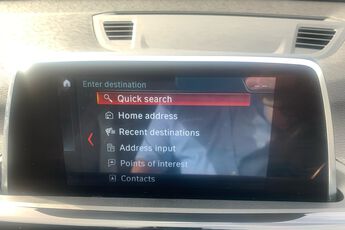 Enter destination
Quick search
Home address
Recent destinations
Address input
Points of interest
Contacts